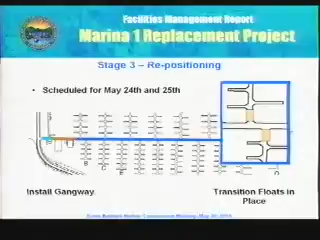 Facilities Management Report
Marina 1 Replacement Project
Stage 3 – Re-positioning
• Scheduled for May 24th and 25th
Install Gangway
Transition Floats in
Place